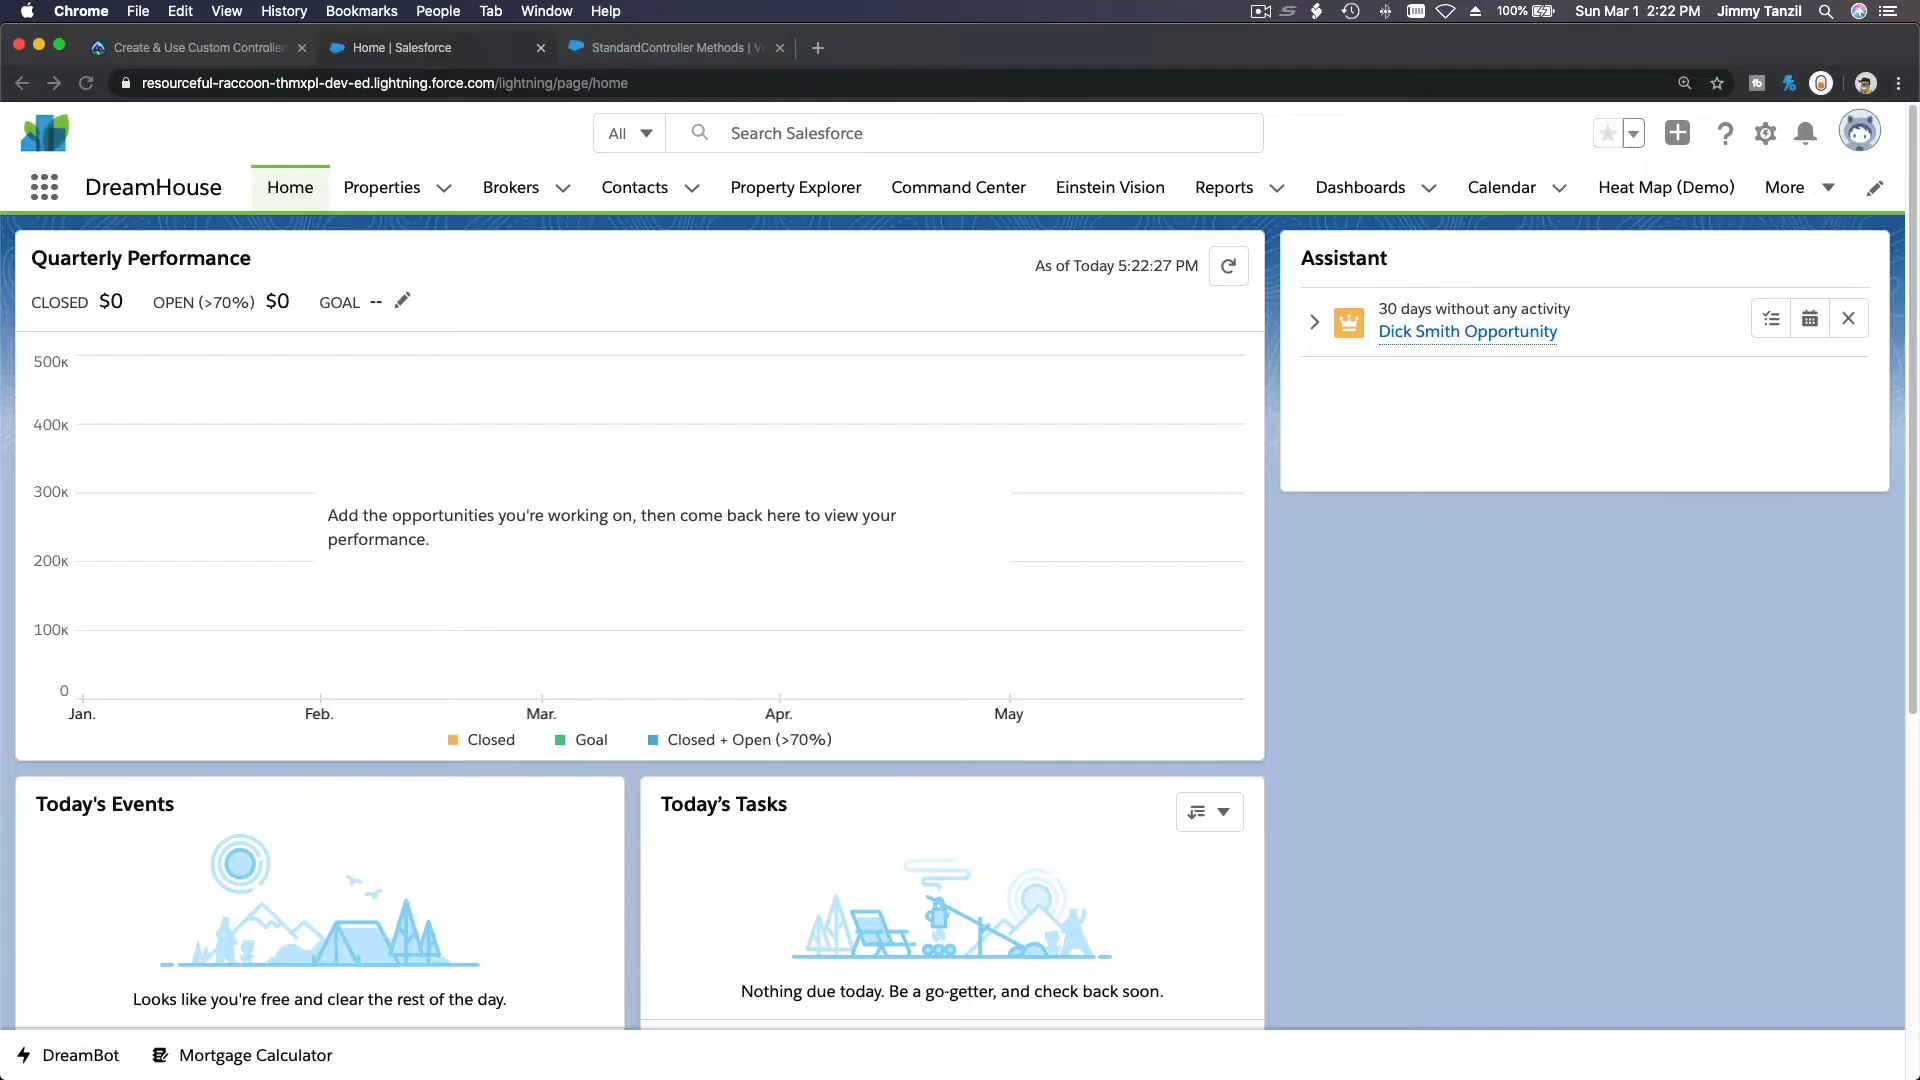 Chrome File Edit View History Bookmarks People Tab Window Help 100% Sun Mar 1 2:22 PM Jimmy Tanzil
Create & Use Custom Controller Home | Salesforce StandardController Methods | V
resourceful-raccoon-thmxpl-dev-ed.lightning.force.com/lightning/page/home
All Search Salesforce
DreamHouse Home Properties Brokers Contacts Property Explorer Command Center Einstein Vision Reports Dashboards Calendar Heat Map (Demo) More
Quarterly Performance
As of Today 5:22:27 PM
CLOSED $0 OPEN (>70%) $0 GOAL --
500K
400K
300K
200K
100K
0
Add the opportunities you're working on, then come back here to view your
performance.
Jan. Feb. Mar. Apr. May
Closed Goal Closed + Open (>70%)
Assistant
30 days without any activity
Dick Smith Opportunity
Today's Events
Looks like you're free and clear the rest of the day.
Today’s Tasks
Nothing due today. Be a go-getter, and check back soon.
DreamBot Mortgage Calculator